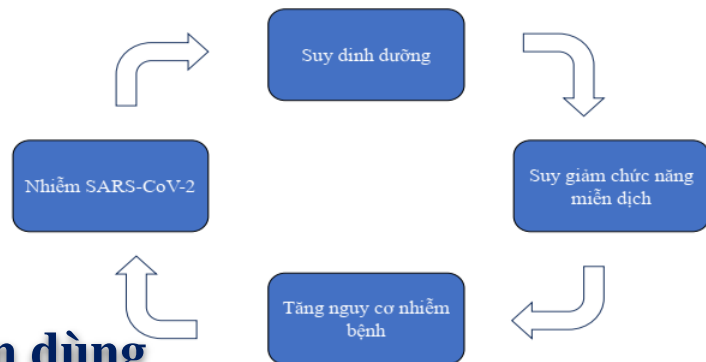 Suy dinh dưỡng
Suy giảm chức năng
miễn dịch
Tăng nguy cơ nhiễm
bệnh
Nhiễm SARS-CoV-2
dùng